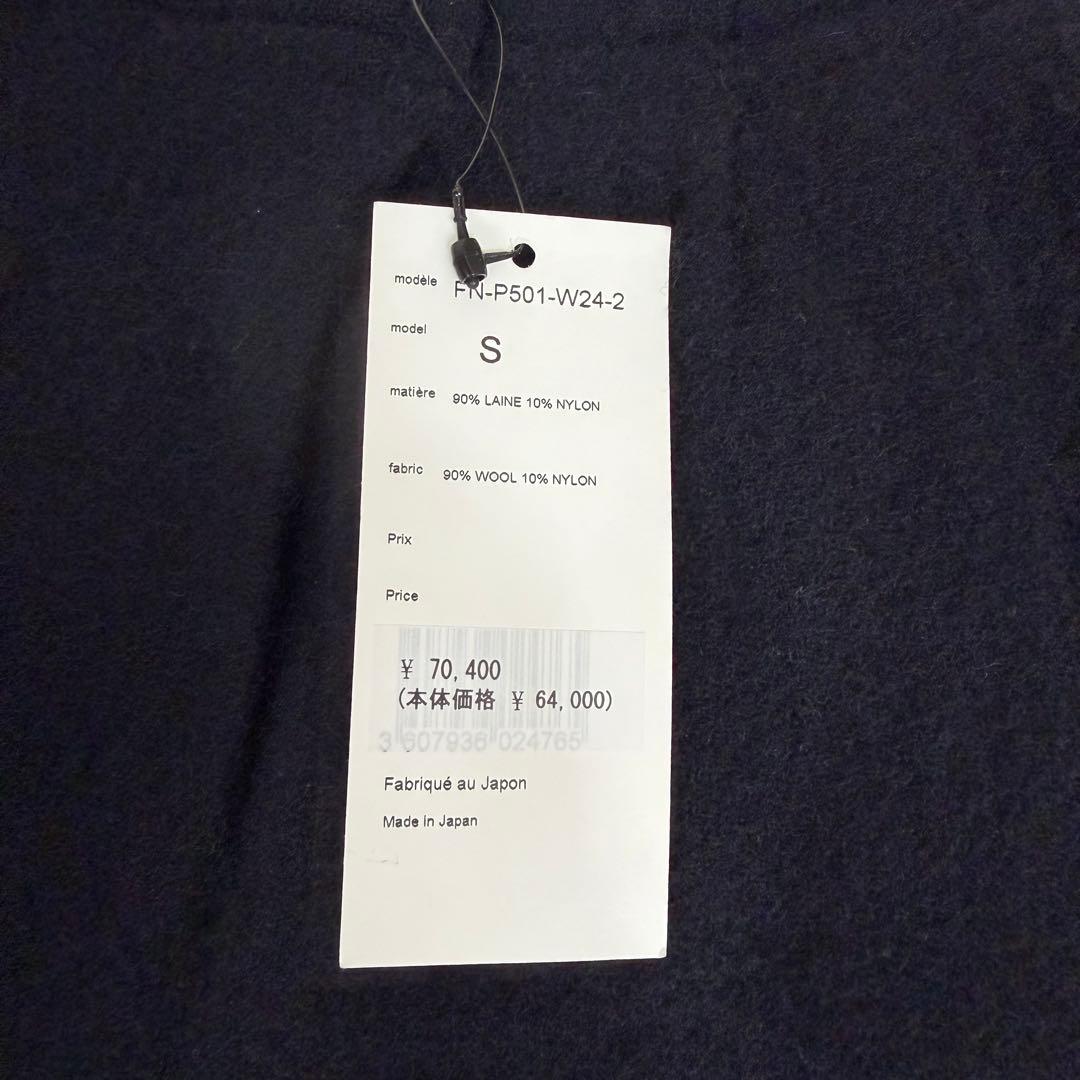 modèle FN-P501-W24-2
model
S
matière 90% LAINE 10% NYLON
fabric 90% WOOL 10% NYLON
Prix
Price
¥ 70,400
(本体価格 ¥ 64,000)
3 607936 024765
Fabriqué au Japon
Made in Japan